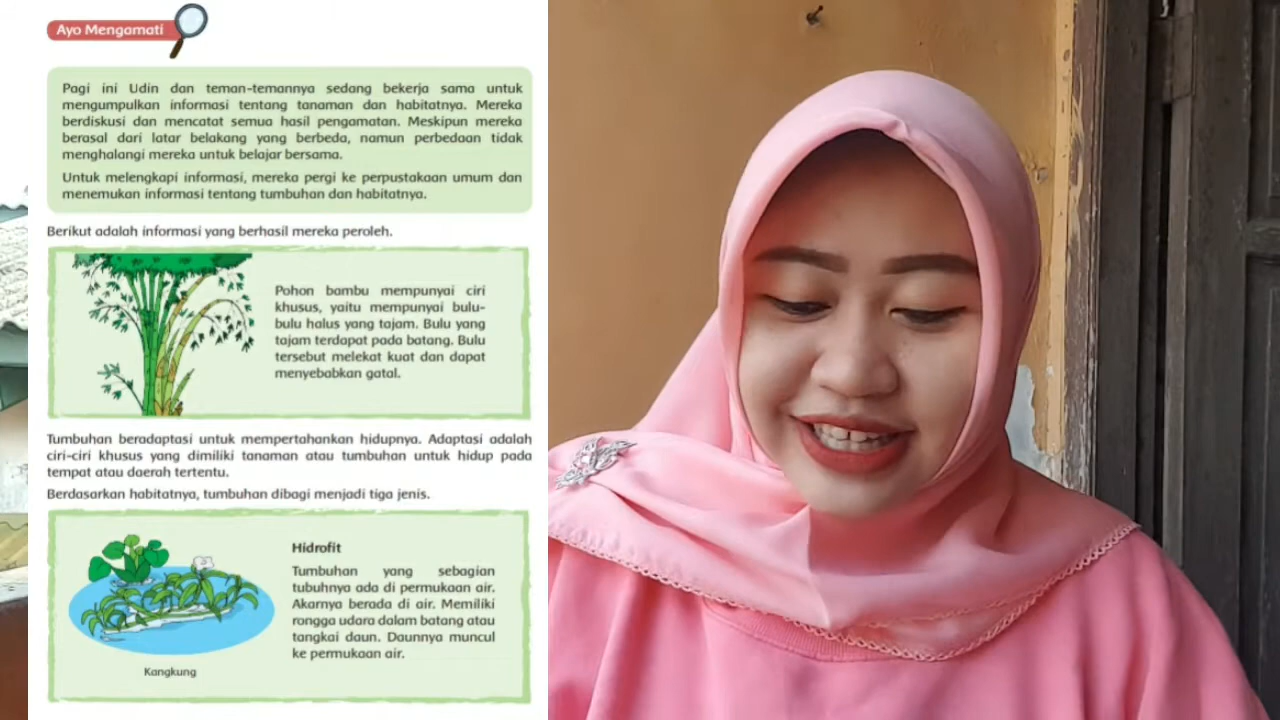 Ayo Mengamati
Pagi ini Udin dan teman-temannya sedang bekerja sama untuk
mengumpulkan informasi tentang tanaman dan habitatnya. Mereka
berdiskusi dan mencatat semua hasil pengamatan. Meskipun mereka
berasal dari latar belakang yang berbeda, namun perbedaan tidak
menghalangi mereka untuk belajar bersama.
Untuk melengkapi informasi, mereka pergi ke perpustakaan umum dan
menemukan informasi tentang tumbuhan dan habitatnya.
Berikut adalah informasi yang berhasil mereka peroleh.
Pohon bambu mempunyai ciri
khusus, yaitu mempunyai bulu-
bulu halus yang tajam. Bulu yang
tajam terdapat pada batang. Bulu
tersebut melekat kuat dan dapat
menyebabkan gatal.
Tumbuhan beradaptasi untuk mempertahankan hidupnya. Adaptasi adalah
ciri-ciri khusus yang dimiliki tanaman atau tumbuhan untuk hidup pada
tempat atau daerah tertentu.
Berdasarkan habitatnya, tumbuhan dibagi menjadi tiga jenis.
Hidrofit
Tumbuhan yang sebagian
tubuhnya ada di permukaan air.
Akarnya berada di air. Memiliki
rongga udara dalam batang atau
tangkai daun. Daunnya muncul
ke permukaan air.
Kangkung